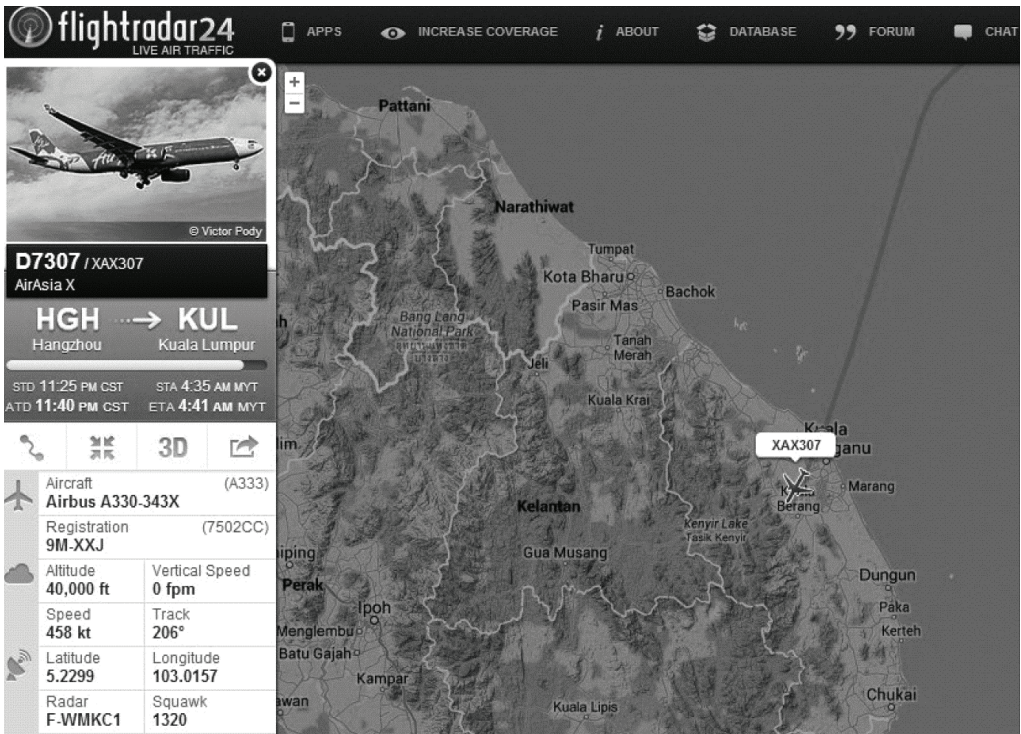 flightradar24
LIVE AIR TRAFFIC
APPS
INCREASE COVERAGE
i ABOUT
DATABASE
FORUM
CHAT
© Victor Pody
D7307 / XAX307
AirAsia X
HGH KUL
Hangzhou Kuala Lumpur
STD 11:25 PM CST STA 4:35 AM MYT
ATD 11:40 PM CST ETA 4:41 AM MYT
3D
Aircraft (A333)
Airbus A330-343X
Registration (7502CC)
9M-XXJ
Altitude Vertical Speed
40,000 ft 0 fpm
Speed Track
458 kt 206°
Latitude Longitude
5.2299 103.0157
Radar Squawk
F-WMKC1 1320
+
−
Pattani
Narathiwat
Tumpat
Kota Bharu
Bachok
Pasir Mas
Bang Lang
National Park
Tanah
Merah
Jeli
Kuala Krai
Kuala
ganu
XAX307
Marang
Berang
Kelantan
Kenyir Lake
Tasik Kenyir
Gua Musang
iping
Perak
Dungun
Ipoh
Paka
Menglembu
Kerteh
Batu Gajah
Kampar
Chukai
awan
Kuala Lipis